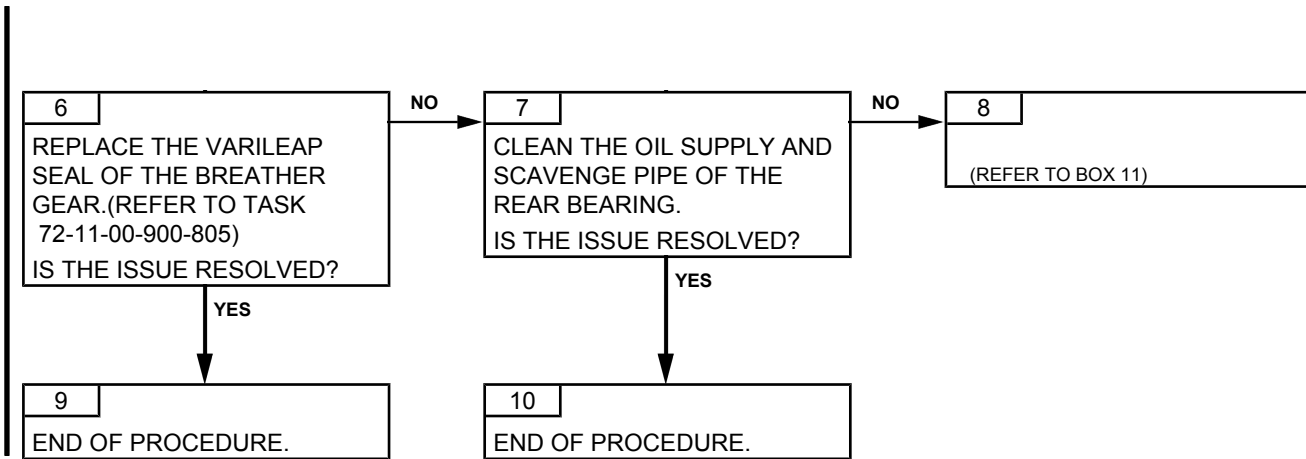 6
REPLACE THE VARILEAP
SEAL OF THE BREATHER
GEAR.(REFER TO TASK
72-11-00-900-805)
IS THE ISSUE RESOLVED?
NO
7
CLEAN THE OIL SUPPLY AND
SCAVENGE PIPE OF THE
REAR BEARING.
IS THE ISSUE RESOLVED?
NO
8
(REFER TO BOX 11)
YES
YES
9
END OF PROCEDURE.
10
END OF PROCEDURE.